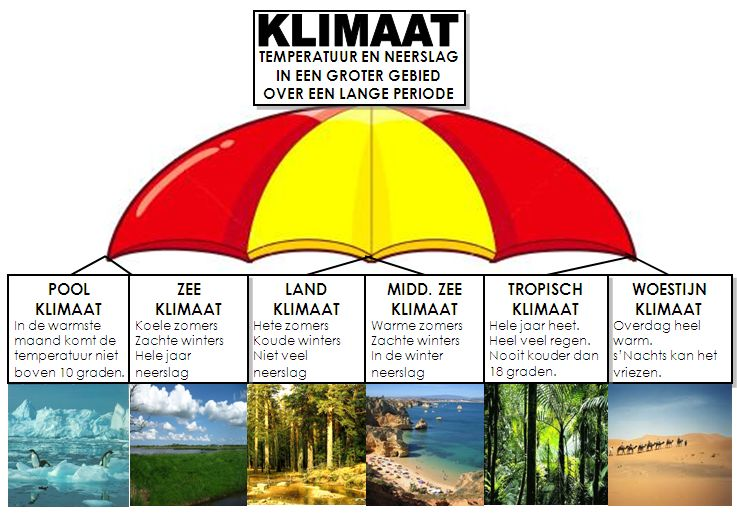 KLIMAAT
TEMPERATUUR EN NEERSLAG
IN EEN GROTER GEBIED
OVER EEN LANGE PERIODE
POOL
KLIMAAT
In de warmste
maand komt de
temperatuur niet
boven 10 graden.
ZEE
KLIMAAT
Koele zomers
Zachte winters
Hele jaar
neerslag
LAND
KLIMAAT
Hete zomers
Koude winters
Niet veel
neerslag
MIDD. ZEE
KLIMAAT
Warme zomers
Zachte winters
In de winter
neerslag
TROPISCH
KLIMAAT
Hele jaar heet.
Heel veel regen.
Nooit kouder dan
18 graden.
WOESTIJN
KLIMAAT
Overdag heel
warm.
s'Nachts kan het
vriezen.